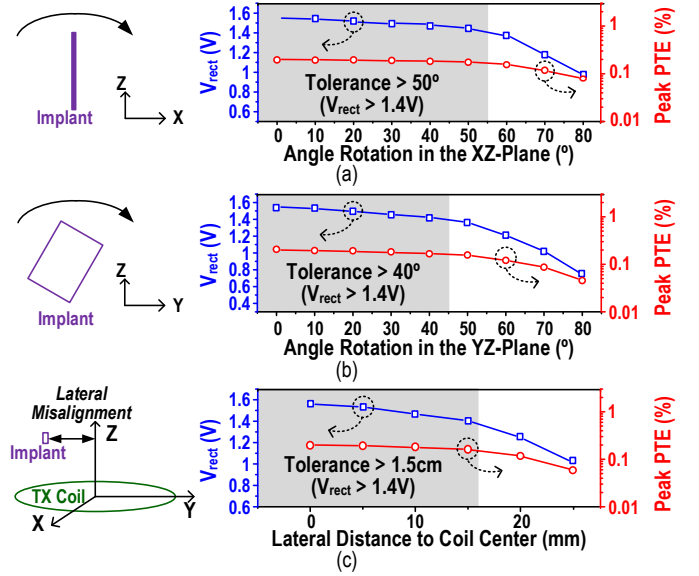 Implant
Z
X
V_rect (V)
1.6
1.4
1.2
1
0.8
0.6
Tolerance > 50º
(V_rect > 1.4V)
1
0.1
0.01
Peak PTE (%)
0 10 20 30 40 50 60 70 80
Angle Rotation in the XZ-Plane (º)
(a)
Implant
Z
Y
V_rect (V)
1.6
1.4
1.2
1
0.8
0.6
0.4
Tolerance > 40º
(V_rect > 1.4V)
1
0.1
0.01
Peak PTE (%)
0 10 20 30 40 50 60 70 80
Angle Rotation in the YZ-Plane (º)
(b)
Lateral
Misalignment
Implant
Z
TX Coil
X
Y
V_rect (V)
1.6
1.4
1.2
1
0.8
0.6
Tolerance > 1.5cm
(V_rect > 1.4V)
1
0.1
0.01
Peak PTE (%)
0 10 20
Lateral Distance to Coil Center (mm)
(c)